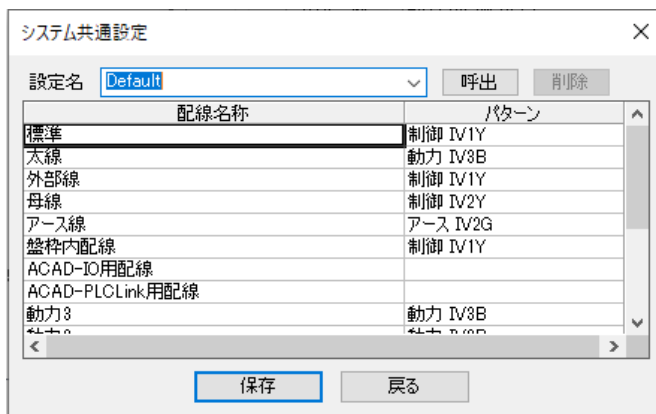 システム共通設定
設定名 Default 呼出 削除
配線名称 パターン
標準 制御 IV1Y
太線 動力 IV3B
外部線 制御 IV1Y
母線 制御 IV2Y
アース線 アース IV2G
盤枠内配線 制御 IV1Y
ACAD-IO用配線
ACAD-PLCLink用配線
動力3 動力 IV3B
保存 戻る